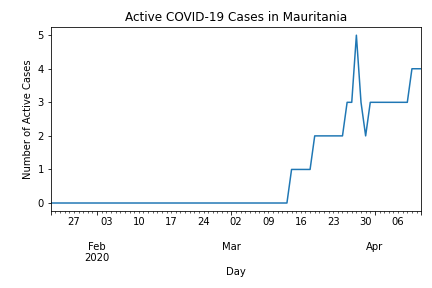 Active COVID-19 Cases in Mauritania
Number of Active Cases
5
4
3
2
1
0
27 03 10 17 24 02 09 16 23 30 06
Feb Mar Apr
2020
Day